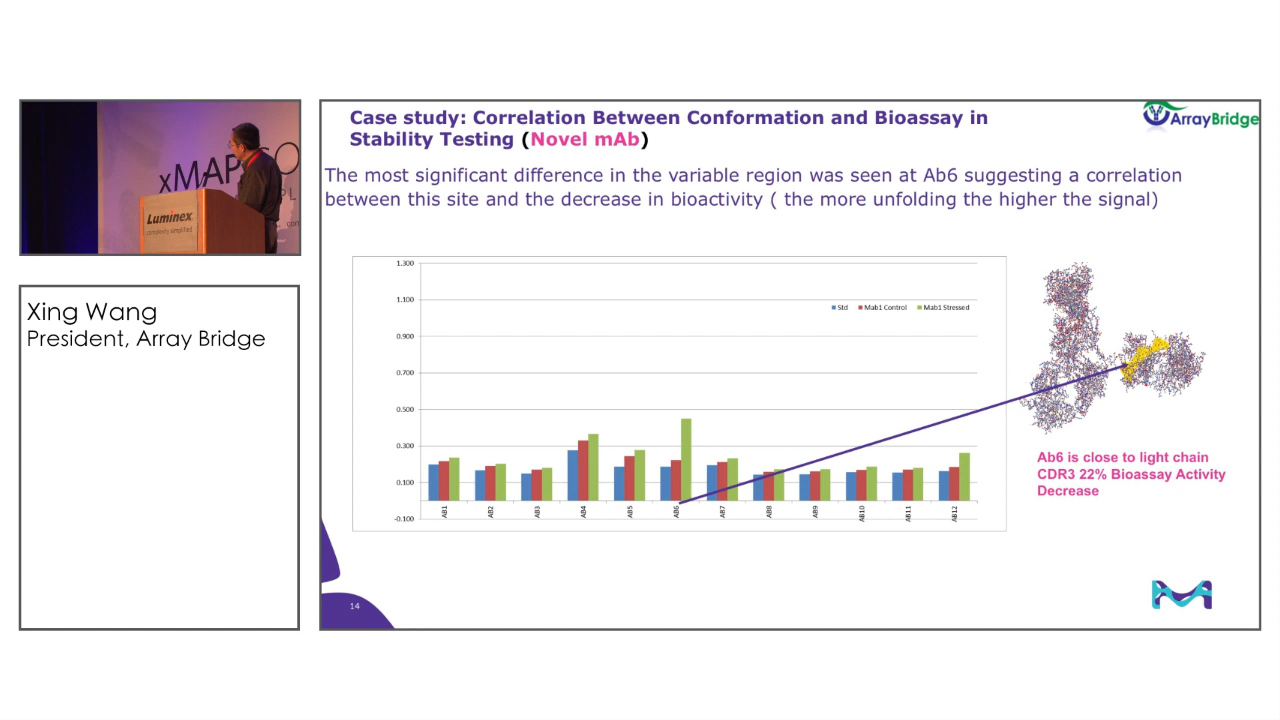 xMAP CO
Luminex
complexity simplified
Xing Wang
President, Array Bridge
Case study: Correlation Between Conformation and Bioassay in
Stability Testing (Novel mAb)
ArrayBridge
The most significant difference in the variable region was seen at Ab6 suggesting a correlation
between this site and the decrease in bioactivity ( the more unfolding the higher the signal)
1.300
1.100
0.900
0.700
0.500
0.300
0.100
-0.100
Std Mab1 Control Mab1 Stressed
AB1 AB2 AB3 AB4 AB5 AB6 AB7 AB8 AB9 AB10 AB11 AB12
Ab6 is close to light chain
CDR3 22% Bioassay Activity
Decrease
14